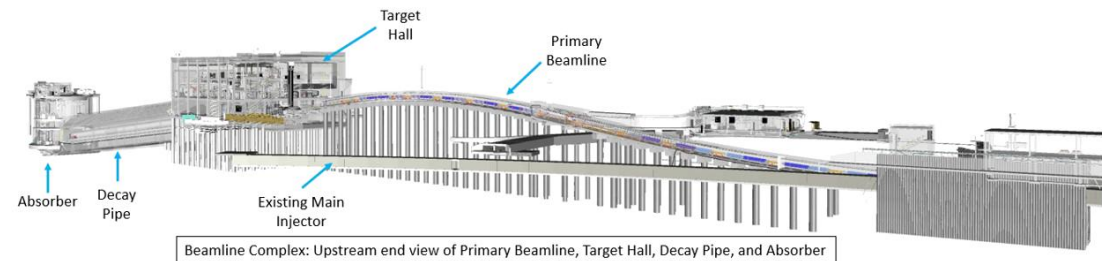 Target
Hall
Primary
Beamline
Absorber
Decay
Pipe
Existing Main
Injector
Beamline Complex: Upstream end view of Primary Beamline, Target Hall, Decay Pipe, and Absorber